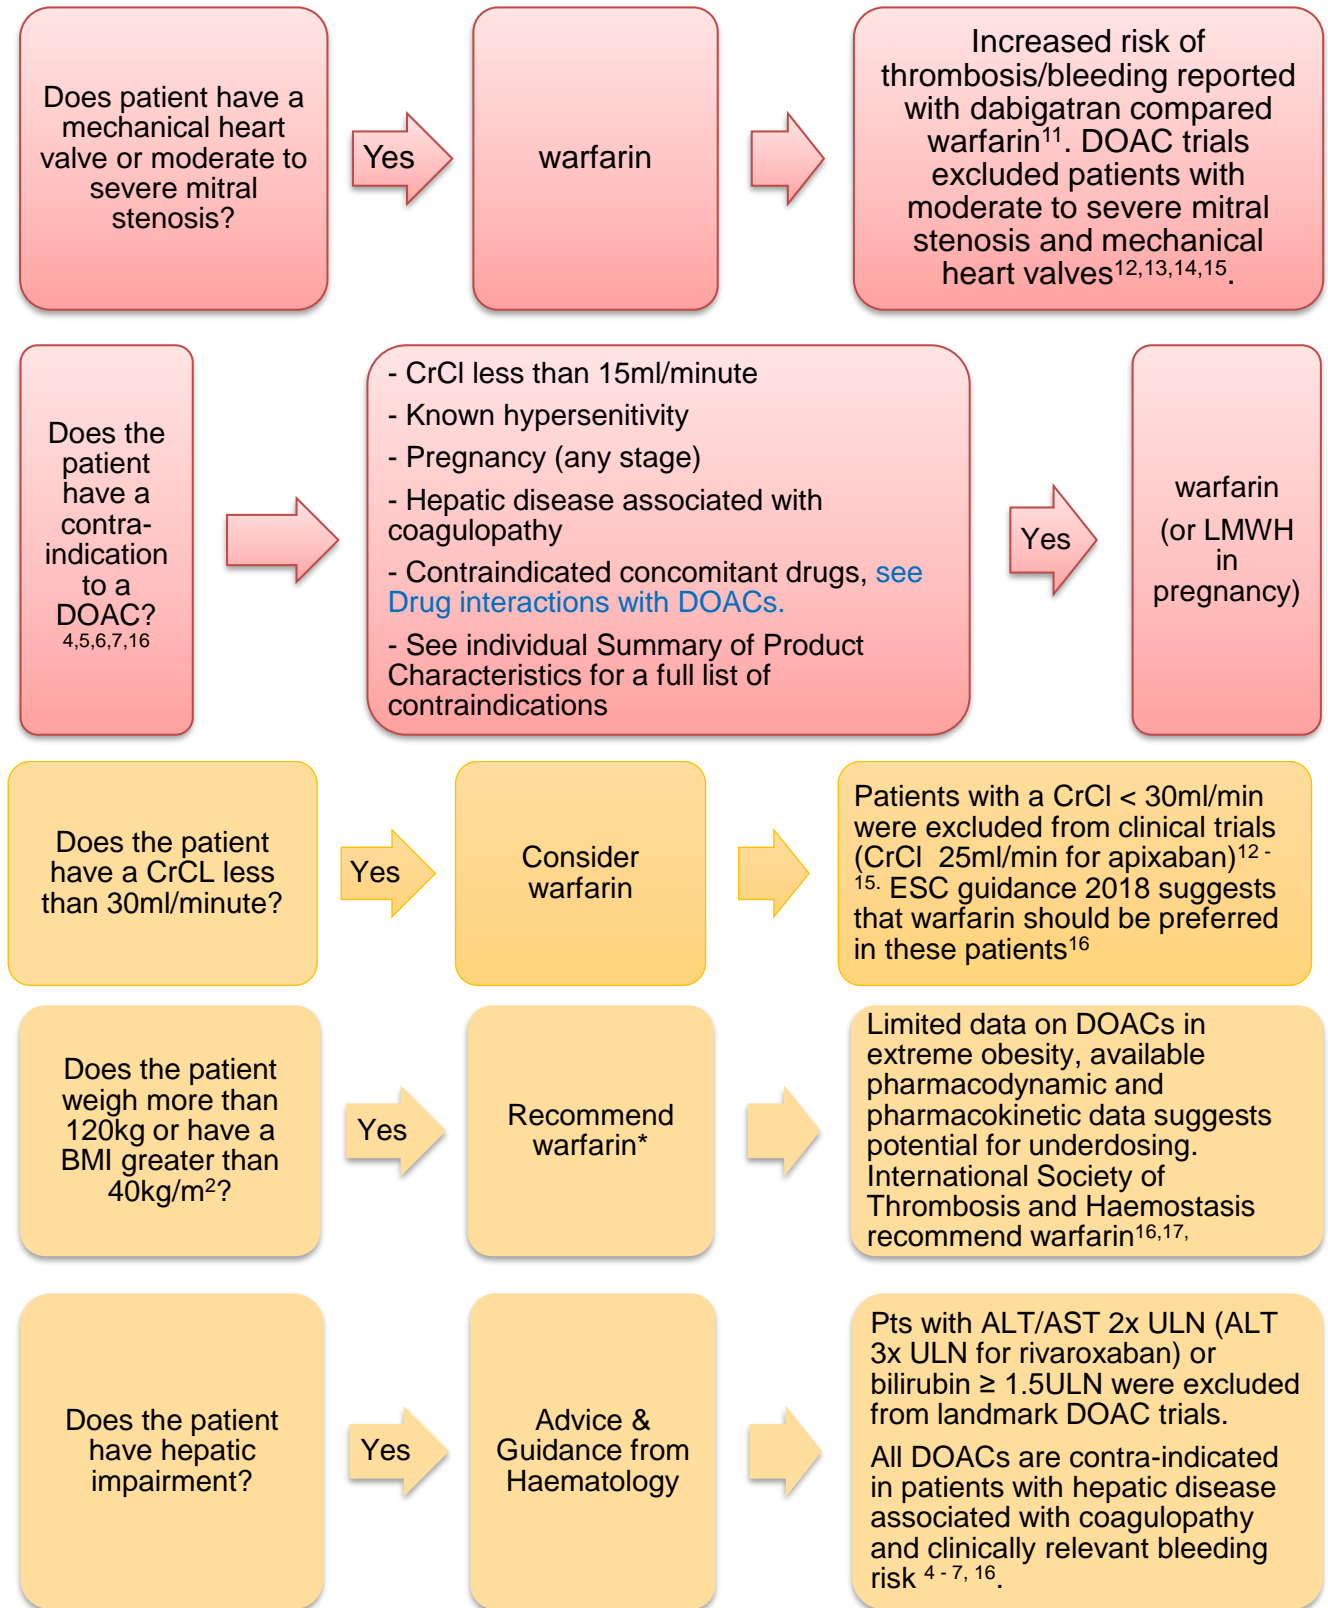 Does patient have a
mechanical heart
valve or moderate to
severe mitral
stenosis?
Yes
warfarin
Increased risk of
thrombosis/bleeding reported
with dabigatran compared
warfarin11. DOAC trials
excluded patients with
moderate to severe mitral
stenosis and mechanical
heart valves12,13,14,15.
Does the
patient
have a
contra-
indication
to a
DOAC?
4,5,6,7,16
- CrCl less than 15ml/minute
- Known hypersenitivity
- Pregnancy (any stage)
- Hepatic disease associated with
coagulopathy
- Contraindicated concomitant drugs, see
Drug interactions with DOACs.
- See individual Summary of Product
Characteristics for a full list of
contraindications
Yes
warfarin
(or LMWH
in
pregnancy)
Does the patient
have a CrCL less
than 30ml/minute?
Yes
Consider
warfarin
Patients with a CrCl < 30ml/min
were excluded from clinical trials
(CrCl 25ml/min for apixaban)12 -
15. ESC guidance 2018 suggests
that warfarin should be preferred
in these patients16
Does the patient
weigh more than
120kg or have a
BMI greater than
40kg/m2?
Yes
Recommend
warfarin*
Limited data on DOACs in
extreme obesity, available
pharmacodynamic and
pharmacokinetic data suggests
potential for underdosing.
International Society of
Thrombosis and Haemostasis
recommend warfarin16,17,
Does the patient
have hepatic
impairment?
Yes
Advice &
Guidance from
Haematology
Pts with ALT/AST 2x ULN (ALT
3x ULN for rivaroxaban) or
bilirubin ≥ 1.5ULN were excluded
from landmark DOAC trials.
All DOACs are contra-indicated
in patients with hepatic disease
associated with coagulopathy
and clinically relevant bleeding
risk 4 - 7, 16.